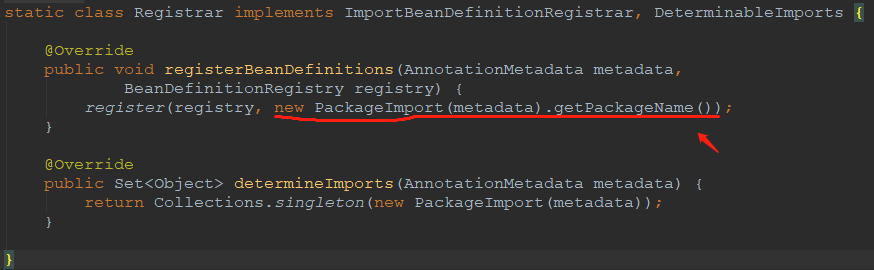 static class Registrar implements ImportBeanDefinitionRegistrar, DeterminableImports {
@Override
public void registerBeanDefinitions(AnnotationMetadata metadata,
BeanDefinitionRegistry registry) {
register(registry, new PackageImport(metadata).getPackageName());
}
@Override
public Set<Object> determineImports(AnnotationMetadata metadata) {
return Collections.singleton(new PackageImport(metadata));
}
}